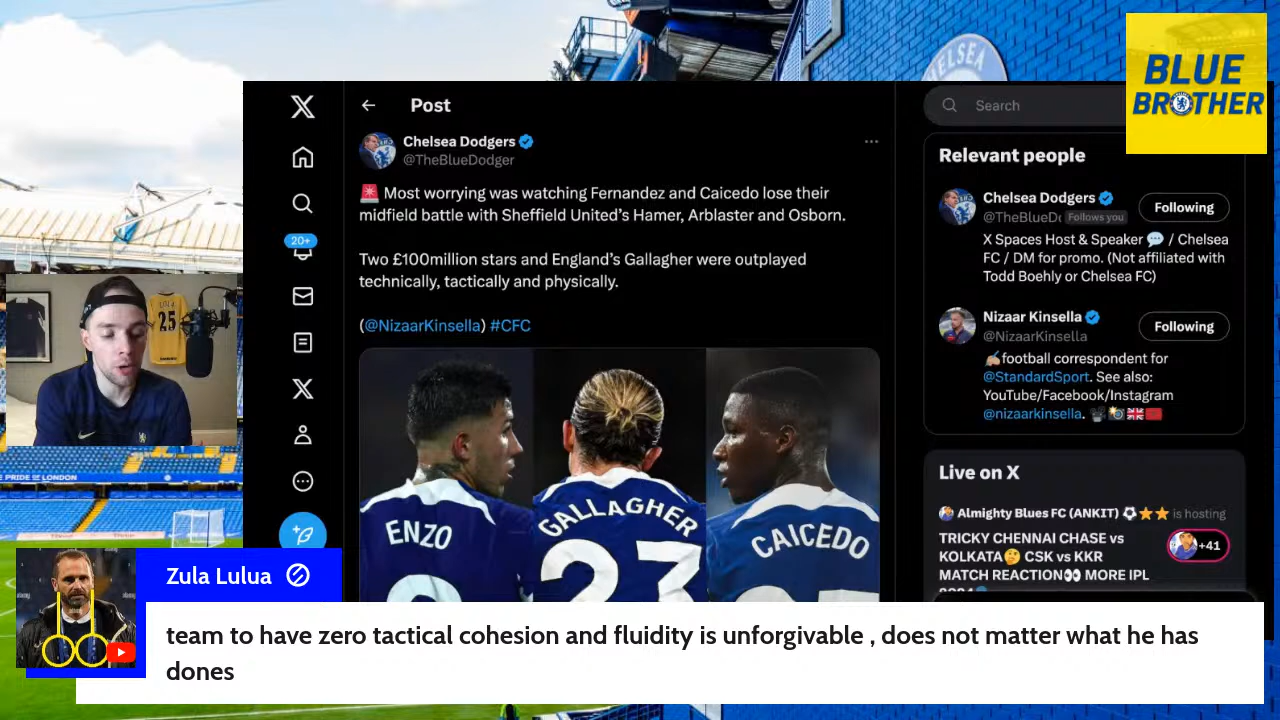 CHELSEA
BLUE
BROTHER
Post
Search
Chelsea Dodgers
@TheBlueDodger
🚨 Most worrying was watching Fernandez and Caicedo lose their
midfield battle with Sheffield United's Hamer, Arblaster and Osborn.
Two £100million stars and England's Gallagher were outplayed
technically, tactically and physically.
(@NizaarKinsella) #CFC
ENZO
GALLAGHER
23
CAICEDO
Relevant people
Chelsea Dodgers
Following
@TheBlueDo Follows you
X Spaces Host & Speaker 💬 / Chelsea
FC / DM for promo. (Not affiliated with
Todd Boehly or Chelsea FC)
Nizaar Kinsella
Following
@NizaarKinsella
✍🏼football correspondent for
@StandardSport. See also:
YouTube/Facebook/Instagram
@nizaarkinsella. 🎥📸🇬🇧🇲🇦
Live on X
Almighty Blues FC (ANKIT) ⚽⭐⭐ is hosting
TRICKY CHENNAI CHASE vs
KOLKATA🤔 CSK vs KKR
MATCH REACTION👀 MORE IPL
+41
20+
25
E PRIDE OF LONDON
Zula Lulua
team to have zero tactical cohesion and fluidity is unforgivable , does not matter what he has
dones